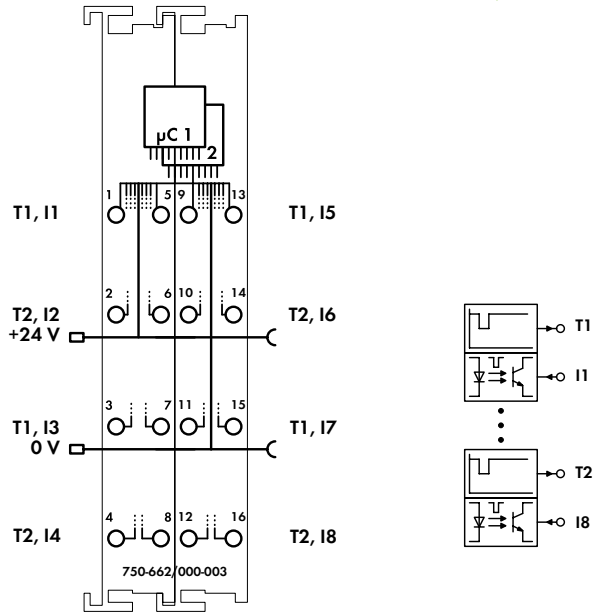 µC 1
2
1 5 9 13
T1, I1 T1, I5
2 6 10 14
T2, I2 T2, I6
+24 V
T1
I1
3 7 11 15
T1, I3 T1, I7
0 V
T2
4 8 12 16
T2, I4 T2, I8
I8
750-662/000-003